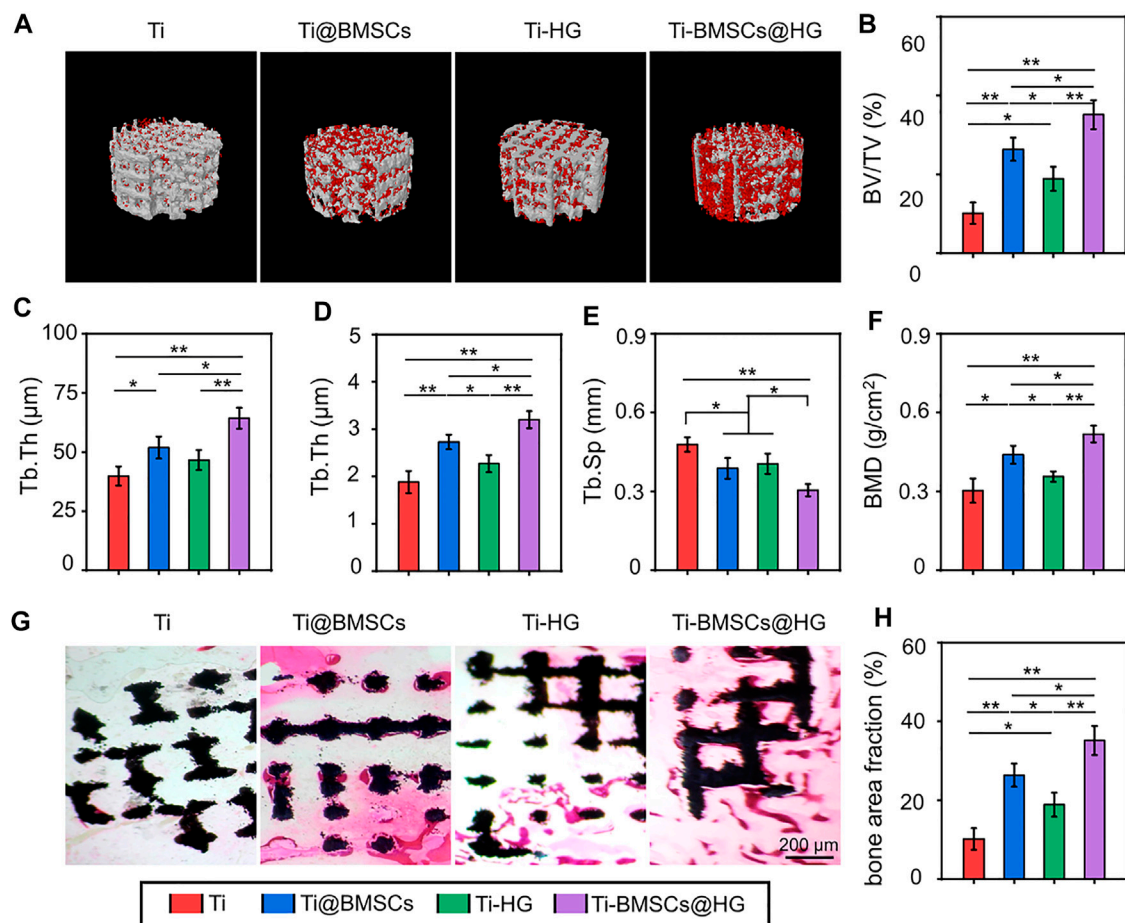 A
Ti
Ti@BMSCs
Ti-HG
Ti-BMSCs@HG
B
BV/TV (%)
60
40
20
0
**
*
** * **
*
C
Tb.Th (µm)
100
75
50
25
0
**
*
* **
D
Tb.Th (µm)
5
4
3
2
1
0
**
*
** * **
E
Tb.Sp (mm)
0.9
0.6
0.3
0
**
* *
F
BMD (g/cm²)
0.9
0.6
0.3
0
**
*
* * **
G
Ti
Ti@BMSCs
Ti-HG
Ti-BMSCs@HG
200 µm
H
bone area fraction (%)
60
40
20
0
**
*
** * **
*
Ti
Ti@BMSCs
Ti-HG
Ti-BMSCs@HG